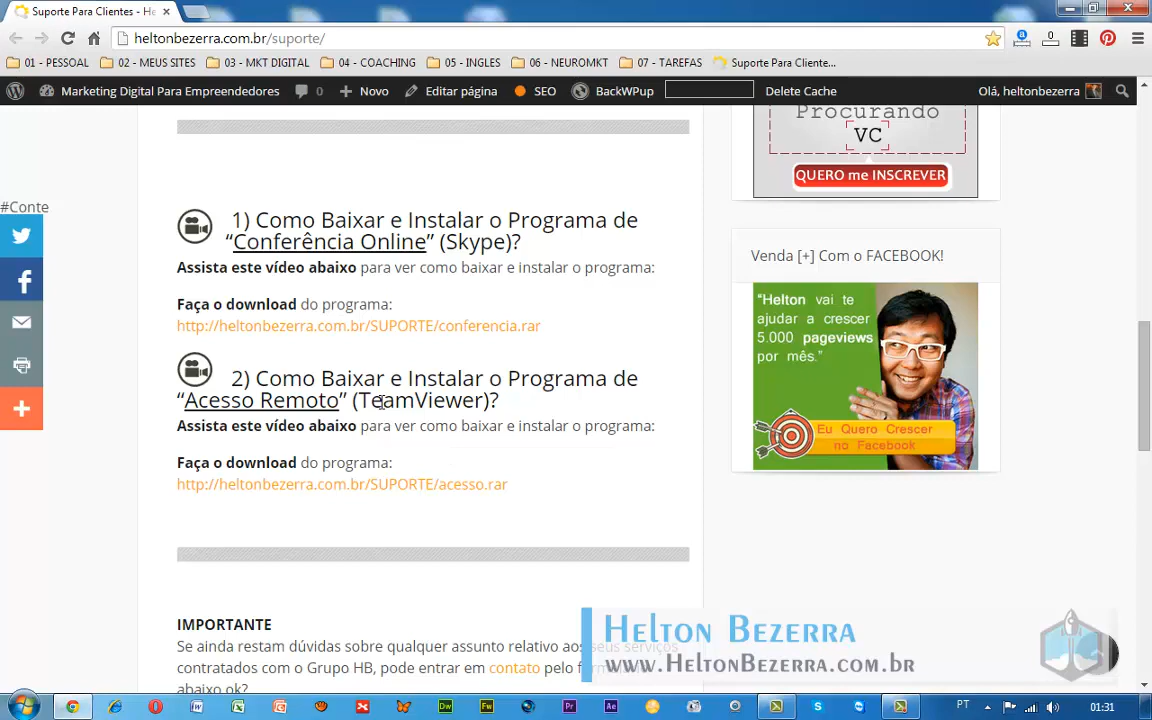 Suporte Para Clientes - He
heltonbezerra.com.br/suporte/
0
01 - PESSOAL
02 - MEUS SITES
03 - MKT DIGITAL
04 - COACHING
05 - INGLES
06 - NEUROMKT
07 - TAREFAS
Suporte Para Cliente...
Marketing Digital Para Empreendedores
0
Novo
Editar página
SEO
BackWPup
Delete Cache
Olá, heltonbezerra
Procurando
VC
QUERO me INSCREVER
#Conte
1) Como Baixar e Instalar o Programa de
“Conferência Online” (Skype)?
Assista este vídeo abaixo para ver como baixar e instalar o programa:
Faça o download do programa:
http://heltonbezerra.com.br/SUPORTE/conferencia.rar
2) Como Baixar e Instalar o Programa de
“Acesso Remoto” (TeamViewer)?
Assista este vídeo abaixo para ver como baixar e instalar o programa:
Faça o download do programa:
http://heltonbezerra.com.br/SUPORTE/acesso.rar
Venda [+] Com o FACEBOOK!
“Helton vai te
ajudar a crescer
5.000 pageviews
por mês.”
Eu Quero Crescer
no Facebook
IMPORTANTE
Se ainda restam dúvidas sobre qualquer assunto relativo aos seus serviços
contratados com o Grupo HB, pode entrar em contato pelo
abaixo ok?
Helton Bezerra
www.HeltonBezerra.com.br
PT
01:31